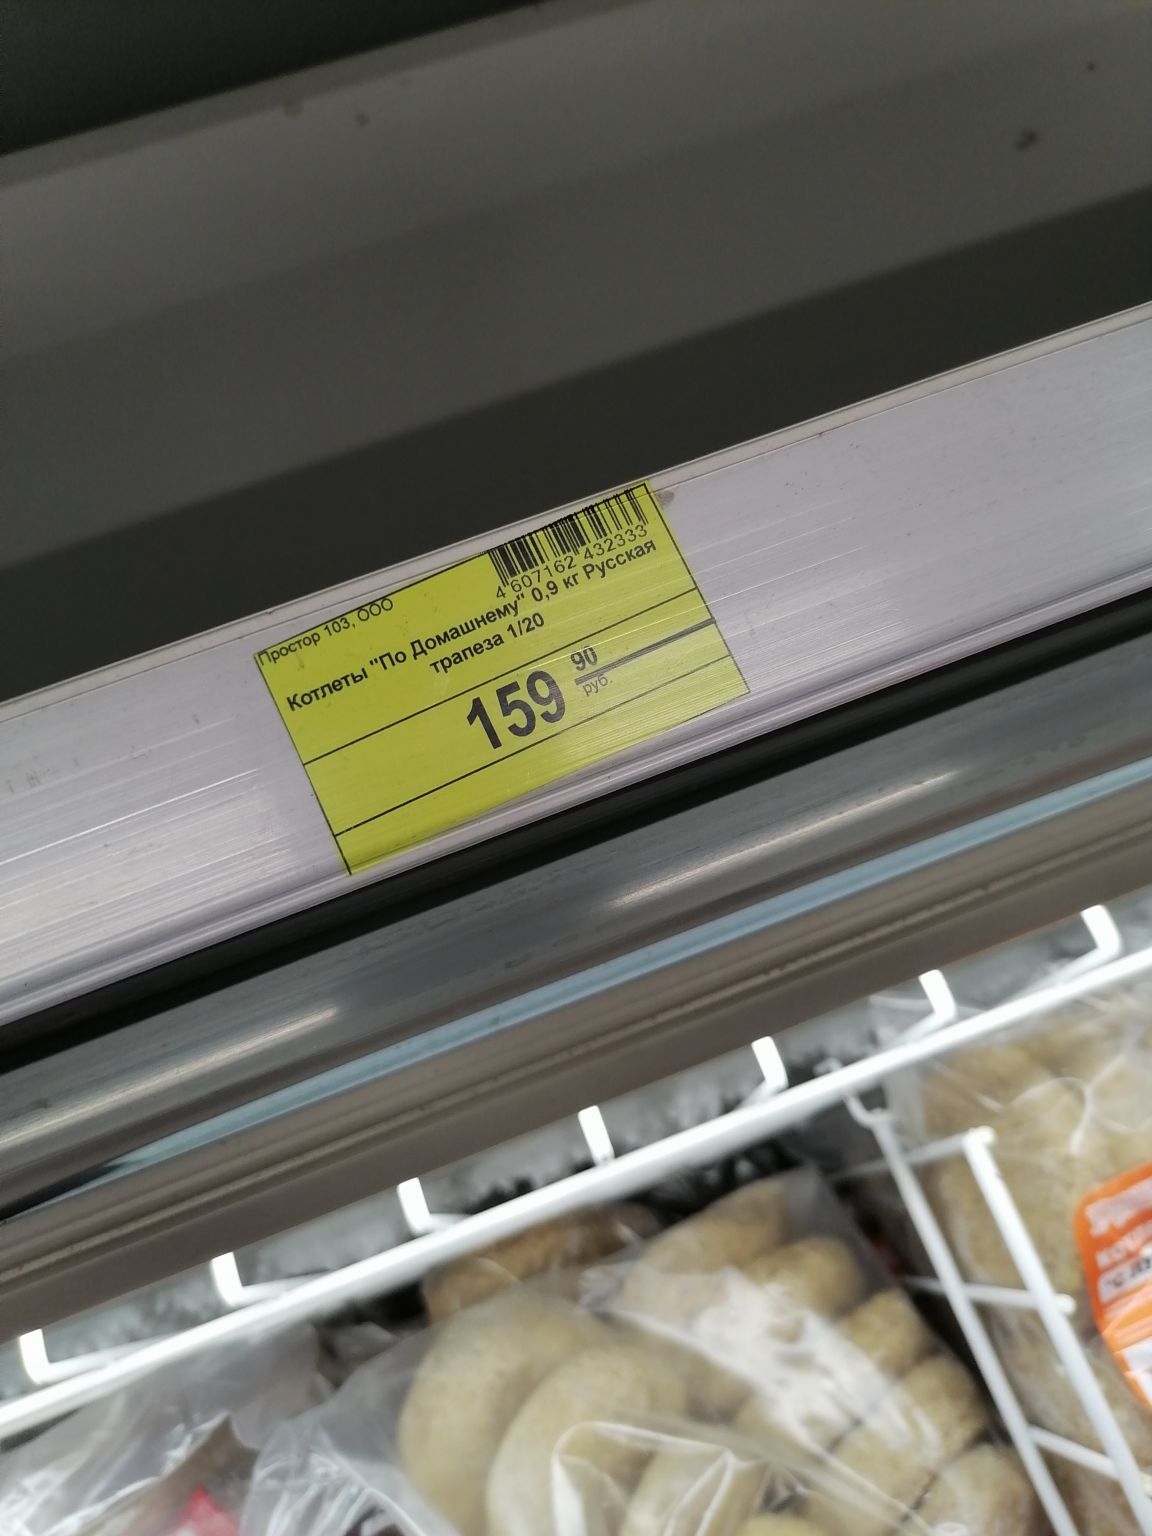 Простор 103, ООО
4 607162 432333
Котлеты "По Домашнему" 0,9 кг Русская
трапеза 1/20
159 90
руб.